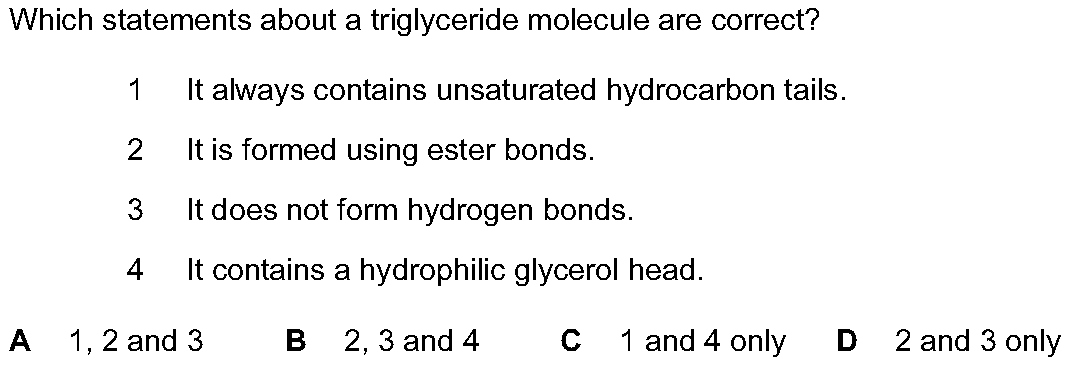 Which statements about a triglyceride molecule are correct?
1 It always contains unsaturated hydrocarbon tails.
2 It is formed using ester bonds.
3 It does not form hydrogen bonds.
4 It contains a hydrophilic glycerol head.
A 1, 2 and 3 B 2, 3 and 4 C 1 and 4 only D 2 and 3 only